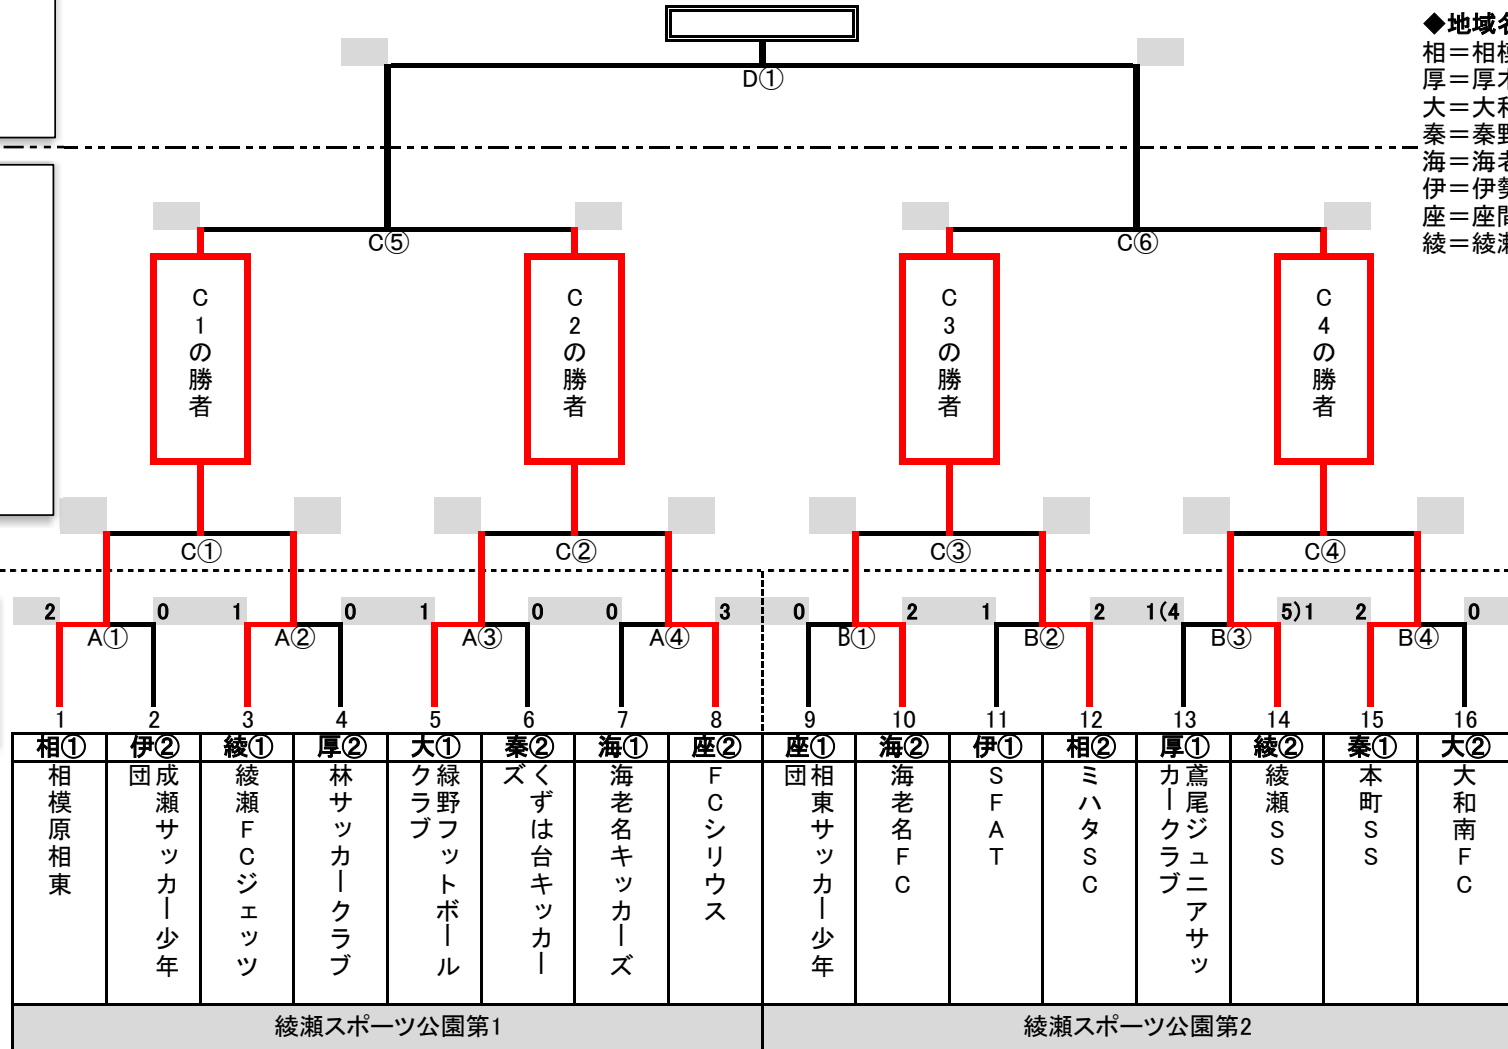 D①
◆地域名
相＝相模
厚＝厚木
大＝大和
秦＝秦野
海＝海老
伊＝伊勢
座＝座間
綾＝綾瀬
C⑤
C⑥
C1の勝者
C2の勝者
C3の勝者
C4の勝者
C①
C②
C③
C④
2 0 1 0 1 0 0 3 0 2 1 2 1(4 5)1 2 0
A① A② A③ A④ B① B② B③ B④
1 2 3 4 5 6 7 8 9 10 11 12 13 14 15 16
相① 伊② 綾① 厚② 大① 秦② 海① 座② 座① 海② 伊① 相② 厚① 綾② 秦① 大②
相模原相東
成瀬サッカー少年
団
綾瀬FCジェッツ
林サッカークラブ
緑野フットボール
クラブ
くずは台キッカー
ズ
海老名キッカーズ
FCシリウス
相東サッカー少年
団
海老名FC
SFAT
ミハタSC
鳶尾ジュニアサッ
カークラブ
綾瀬SS
本町SS
大和南FC
綾瀬スポーツ公園第1
綾瀬スポーツ公園第2